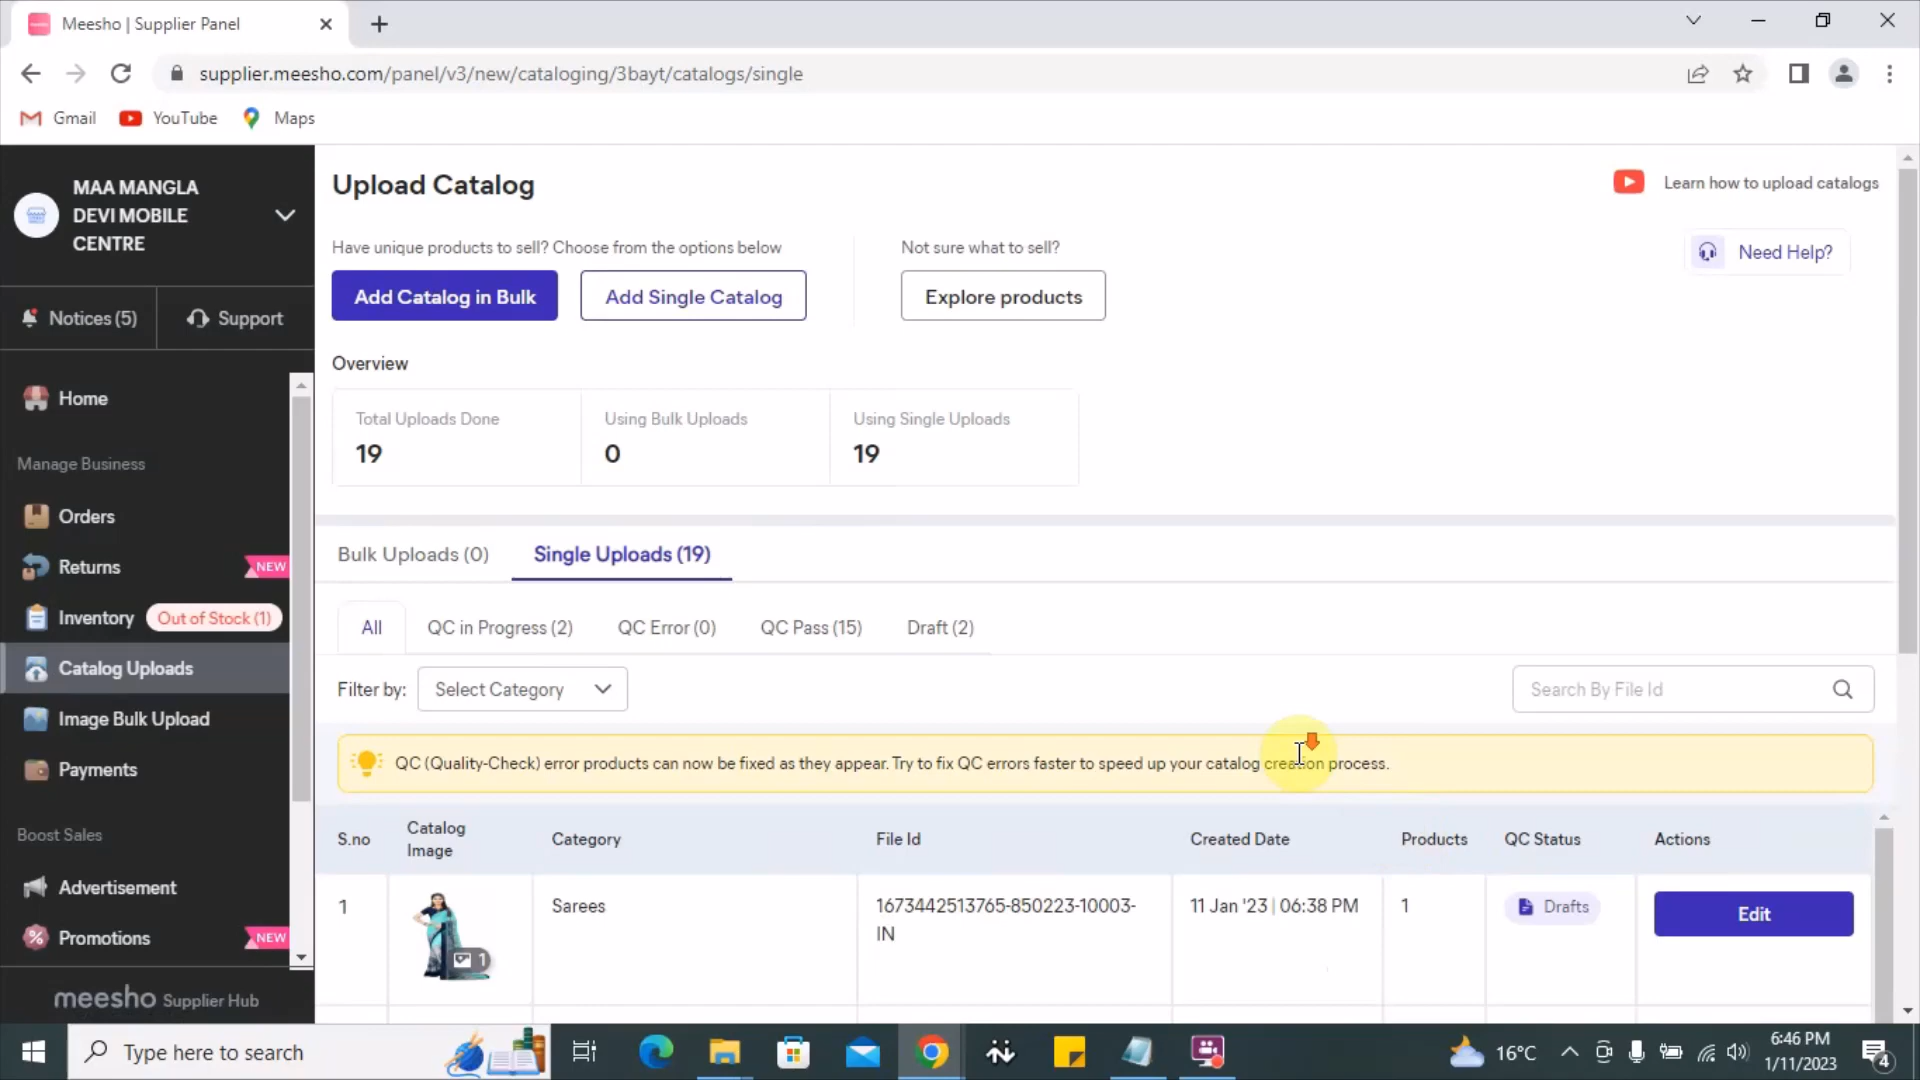 Meesho | Supplier Panel
supplier.meesho.com/panel/v3/new/cataloging/3bayt/catalogs/single
Gmail YouTube Maps
MAA MANGLA
DEVI MOBILE
CENTRE
Notices (5) Support
Home
Manage Business
Orders
Returns NEW
Inventory Out of Stock (1)
Catalog Uploads
Image Bulk Upload
Payments
Boost Sales
Advertisement
Promotions NEW
meesho Supplier Hub
Upload Catalog
Learn how to upload catalogs
Have unique products to sell? Choose from the options below
Not sure what to sell?
Need Help?
Add Catalog in Bulk Add Single Catalog Explore products
Overview
Total Uploads Done Using Bulk Uploads Using Single Uploads
19 0 19
Bulk Uploads (0) Single Uploads (19)
All QC in Progress (2) QC Error (0) QC Pass (15) Draft (2)
Filter by: Select Category Search By File Id
QC (Quality-Check) error products can now be fixed as they appear. Try to fix QC errors faster to speed up your catalog creation process.
S.no Catalog Image Category File Id Created Date Products QC Status Actions
1 Sarees 1673442513765-850223-10003- 11 Jan '23 | 06:38 PM 1 Drafts Edit
IN
1
Type here to search 16°C 6:46 PM
1/11/2023
4